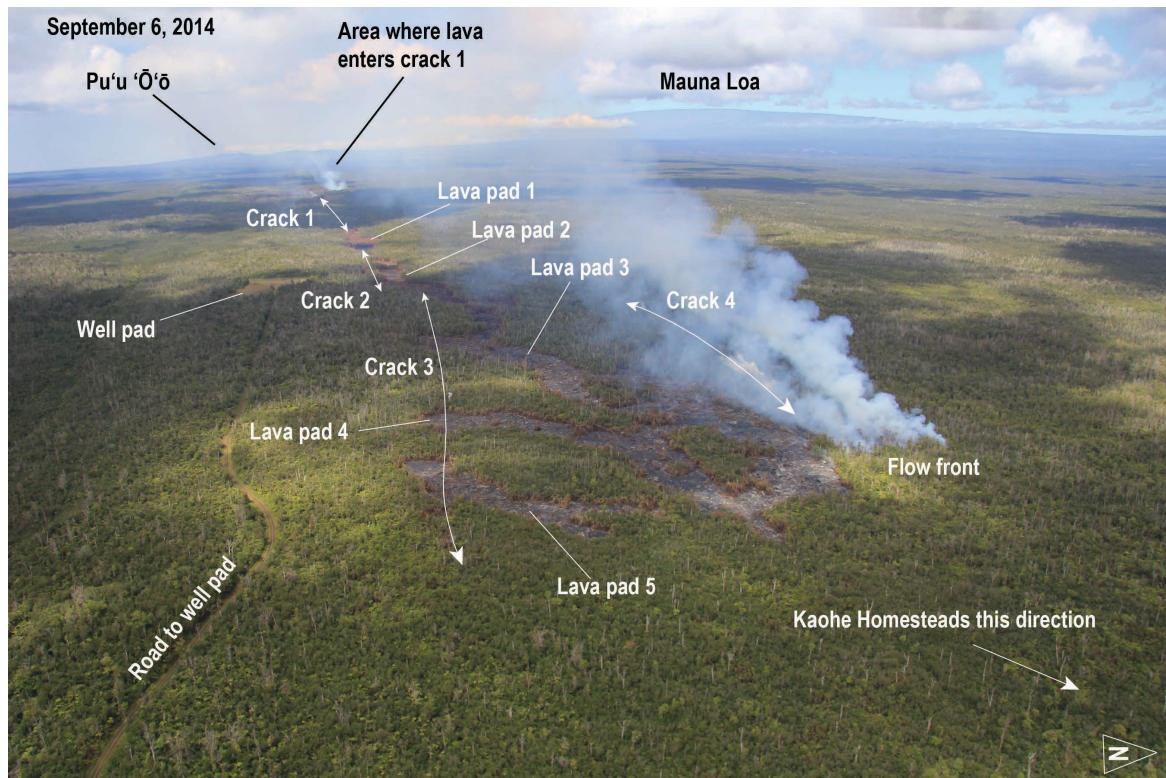 September 6, 2014
Area where lava
enters crack 1
Puʻu ʻŌʻō
Mauna Loa
Lava pad 1
Crack 1
Lava pad 2
Lava pad 3
Crack 2
Crack 4
Well pad
Crack 3
Lava pad 4
Flow front
Road to well pad
Lava pad 5
Kaohe Homesteads this direction
N